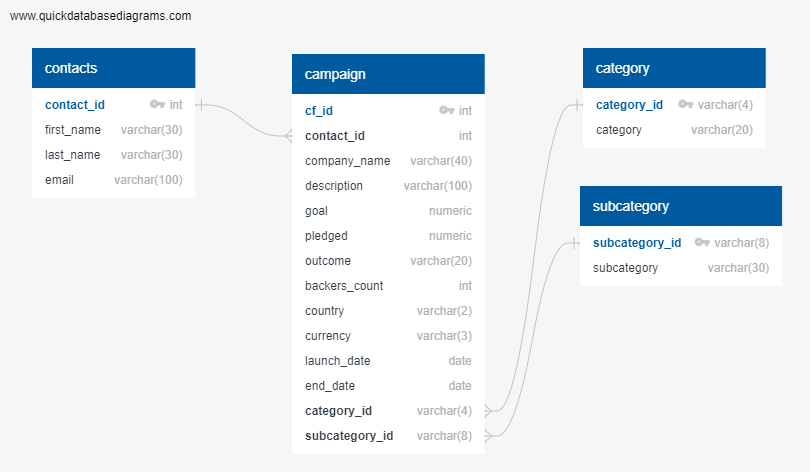 www.quickdatabasediagrams.com
contacts
contact_id int
first_name varchar(30)
last_name varchar(30)
email varchar(100)
campaign
cf_id int
contact_id int
company_name varchar(40)
description varchar(100)
goal numeric
pledged numeric
outcome varchar(20)
backers_count int
country varchar(2)
currency varchar(3)
launch_date date
end_date date
category_id varchar(4)
subcategory_id varchar(8)
category
category_id varchar(4)
category varchar(20)
subcategory
subcategory_id varchar(8)
subcategory varchar(30)